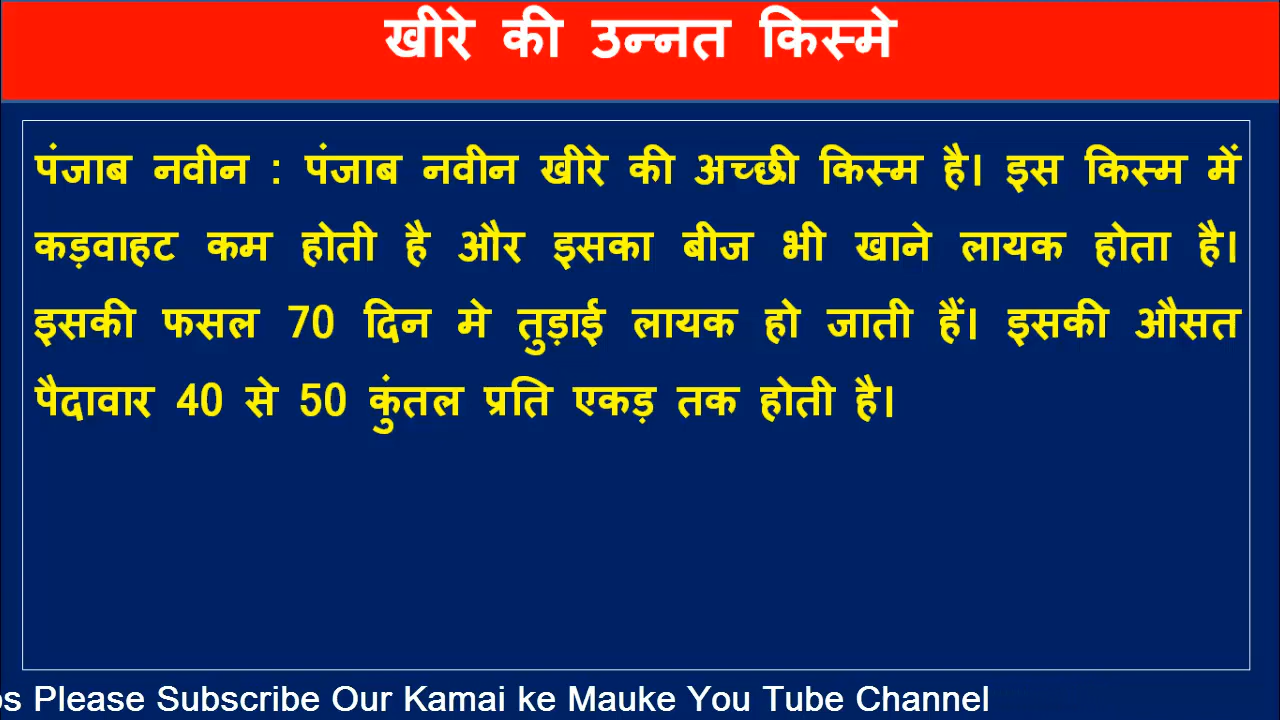 खीरे की उन्नत किस्मे
पंजाब नवीन : पंजाब नवीन खीरे की अच्छी किस्म है। इस किस्म में
कड़वाहट कम होती है और इसका बीज भी खाने लायक होता है।
इसकी फसल 70 दिन मे तुड़ाई लायक हो जाती हैं। इसकी औसत
पैदावार 40 से 50 कुंतल प्रति एकड़ तक होती है।
Please Subscribe Our Kamai ke Mauke You Tube Channel